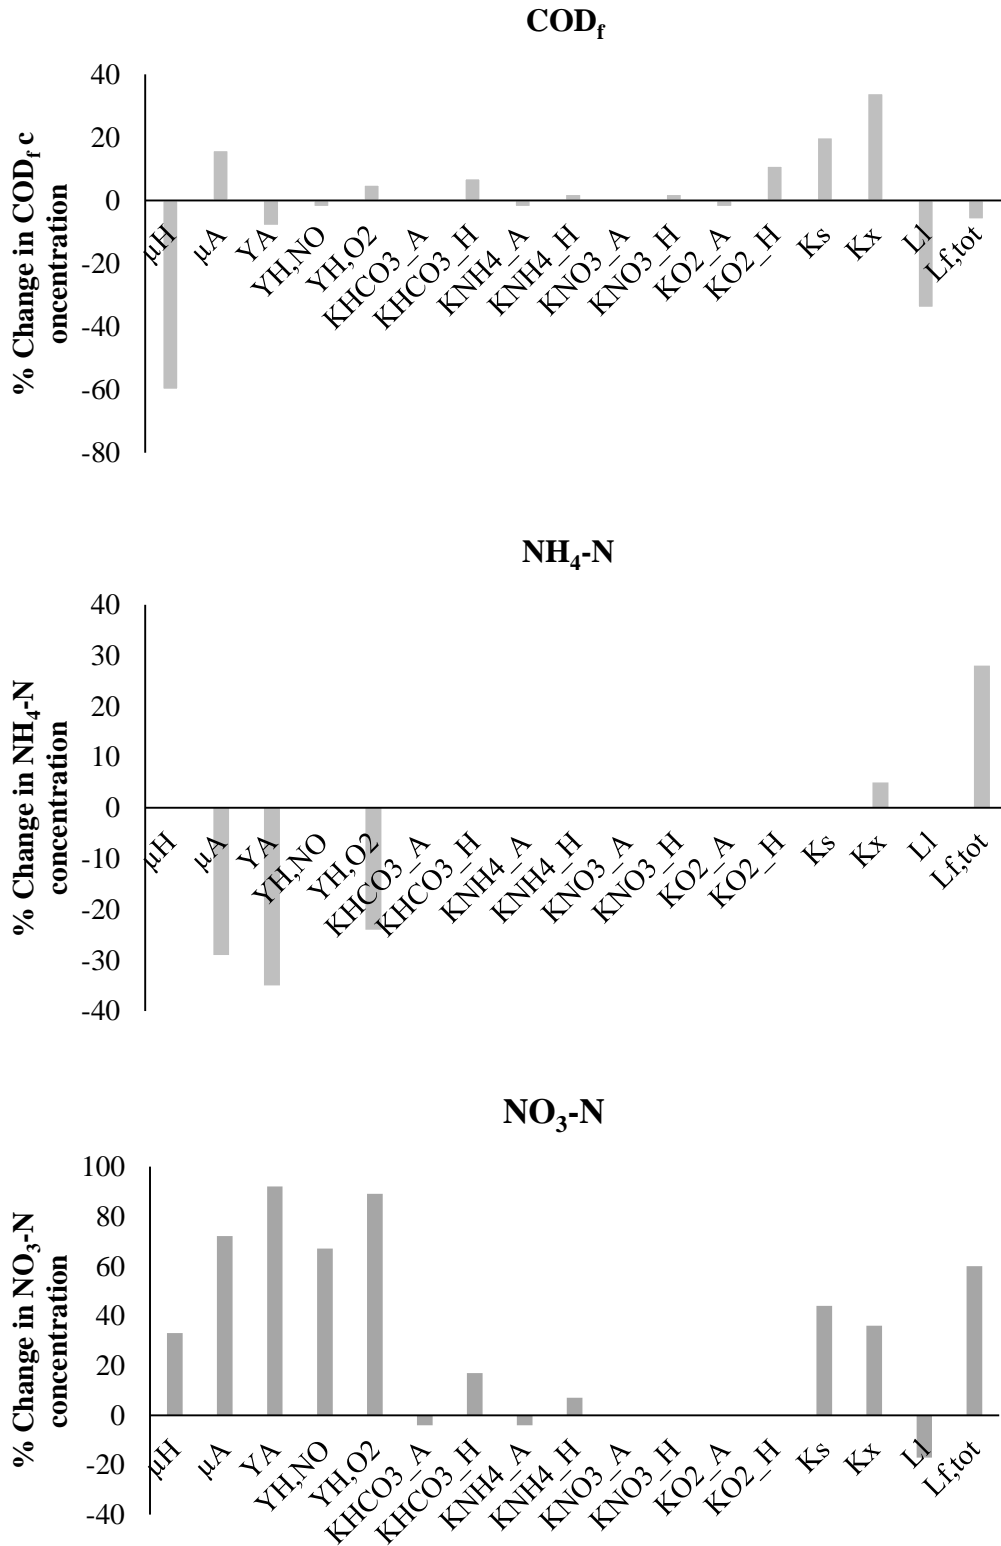 CODf
% Change in CODf c
oncentration
40
20
0
-20
-40
-60
-80
µH
µA
YA
YH,NO
YH,O2
KHCO3_A
KHCO3_H
KNH4_A
KNH4_H
KNO3_A
KNO3_H
KO2_A
KO2_H
Ks
Kx
Ll
Lf,tot
NH4-N
% Change in NH4-N
concentration
40
30
20
10
0
-10
-20
-30
-40
µH
µA
YA
YH,NO
YH,O2
KHCO3_A
KHCO3_H
KNH4_A
KNH4_H
KNO3_A
KNO3_H
KO2_A
KO2_H
Ks
Kx
Ll
Lf,tot
NO3-N
% Change in NO3-N
concentration
100
80
60
40
20
0
-20
-40
µH
µA
YA
YH,NO
YH,O2
KHCO3_A
KHCO3_H
KNH4_A
KNH4_H
KNO3_A
KNO3_H
KO2_A
KO2_H
Ks
Kx
Ll
Lf,tot